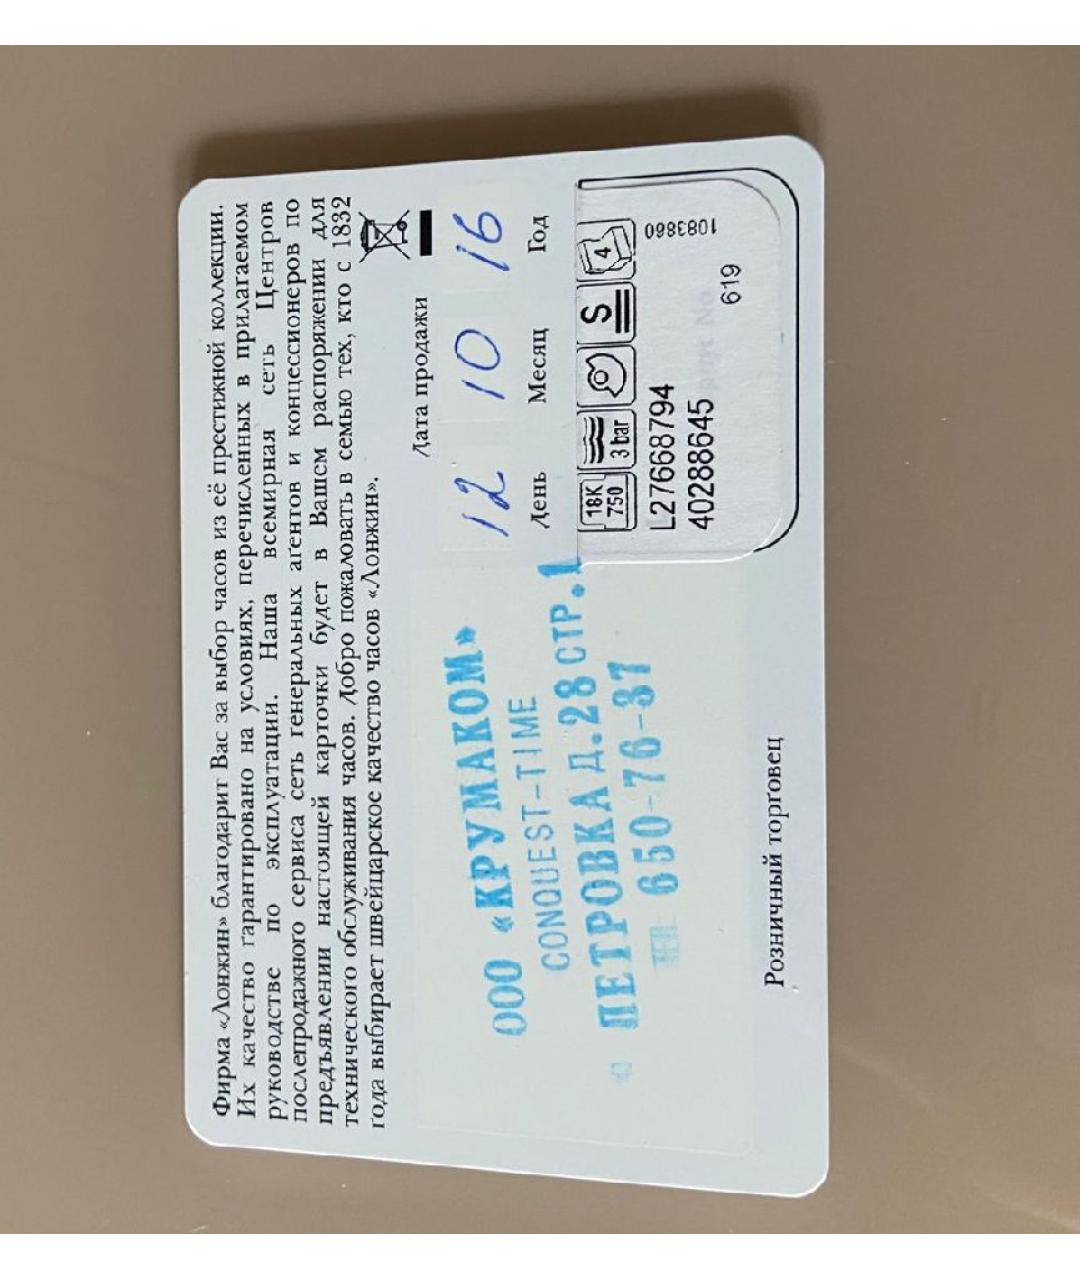 Фирма «Лонжин» благодарит Вас за выбор часов из её престижной коллекции.
Их качество гарантировано на условиях, перечисленных в прилагаемом
руководстве по эксплуатации. Наша всемирная сеть Центров
послепродажного сервиса сеть генеральных агентов и концессионеров по
предъявлении настоящей карточки будет в Вашем распоряжении для
технического обслуживания часов. Добро пожаловать в семью тех, кто с 1832
года выбирает швейцарское качество часов «Лонжин».
Дата продажи
12 10 16
День Месяц Год
ООО «КРУМАКОМ»
CONQUEST-TIME
ПЕТРОВКА Д.28 СТР.1
650-76-37
18K
750
3 bar
S
4
L27668794
1083860
40288645
619
Розничный торговец